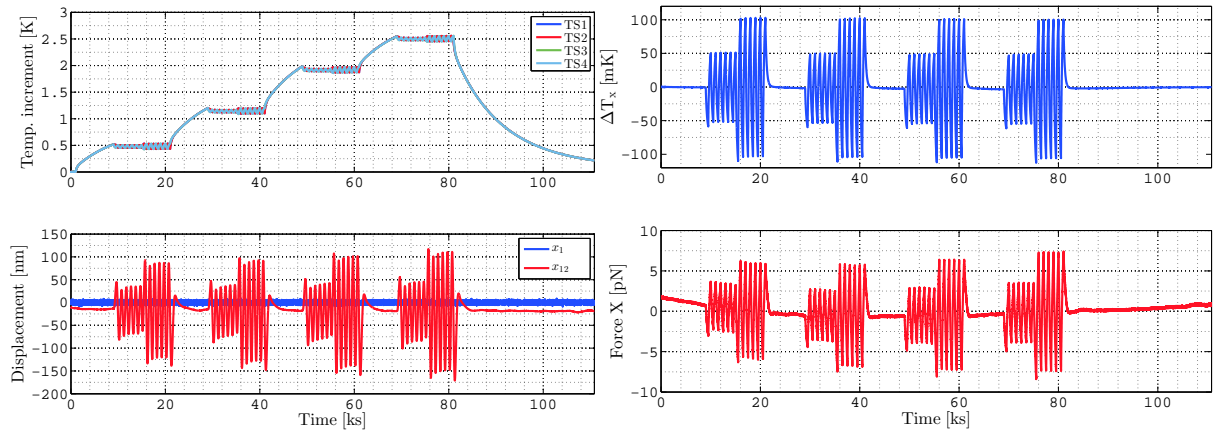 Temp. increment [K]
3
2.5
2
1.5
1
0.5
0
0 20 40 60 80 100
TS1
TS2
TS3
TS4
ΔTx [mK]
100
50
0
-50
-100
0 20 40 60 80 100
Displacement [nm]
150
100
50
0
-50
-100
-150
-200
0 20 40 60 80 100
Time [ks]
x1
x12
Force X [pN]
10
5
0
-5
-10
0 20 40 60 80 100
Time [ks]